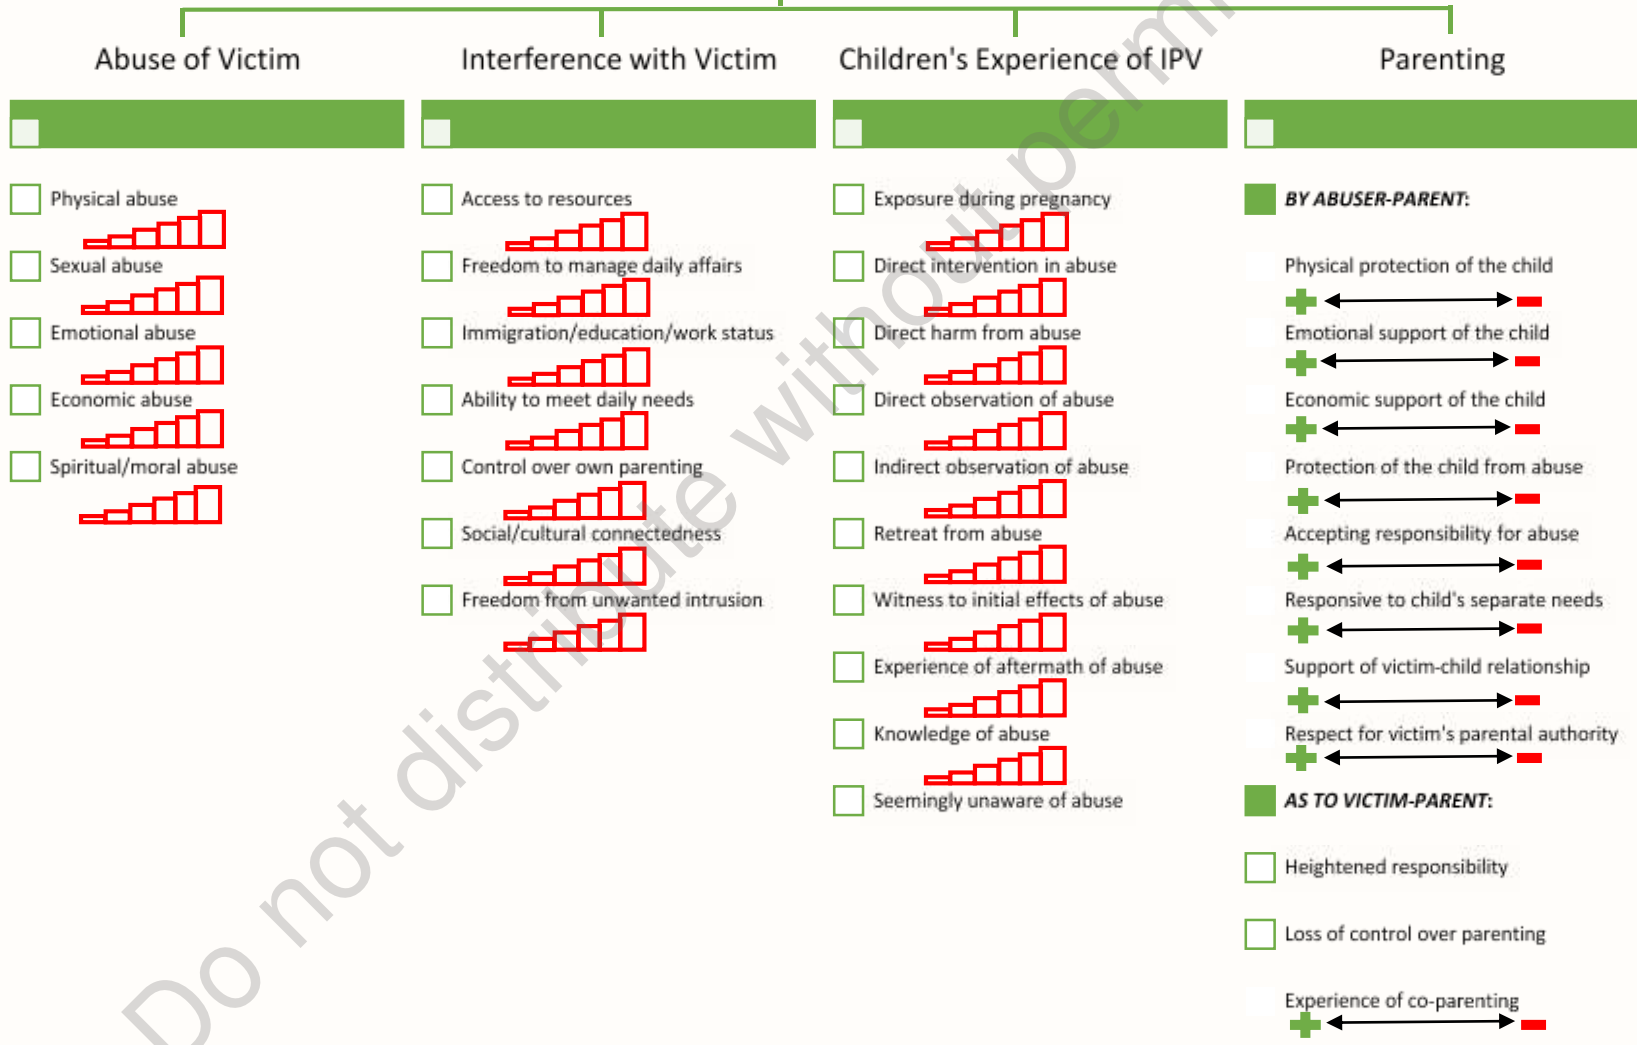 Abuse of Victim
Physical abuse
Sexual abuse
Emotional abuse
Economic abuse
Spiritual/moral abuse
Interference with Victim
Access to resources
Freedom to manage daily affairs
Immigration/education/work status
Ability to meet daily needs
Control over own parenting
Social/cultural connectedness
Freedom from unwanted intrusion
Children's Experience of IPV
Exposure during pregnancy
Direct intervention in abuse
Direct harm from abuse
Direct observation of abuse
Indirect observation of abuse
Retreat from abuse
Witness to initial effects of abuse
Experience of aftermath of abuse
Knowledge of abuse
Seemingly unaware of abuse
Parenting
BY ABUSER-PARENT:
Physical protection of the child
Emotional support of the child
Economic support of the child
Protection of the child from abuse
Accepting responsibility for abuse
Responsive to child's separate needs
Support of victim-child relationship
Respect for victim's parental authority
AS TO VICTIM-PARENT:
Heightened responsibility
Loss of control over parenting
Experience of co-parenting
Do not distribute without permi